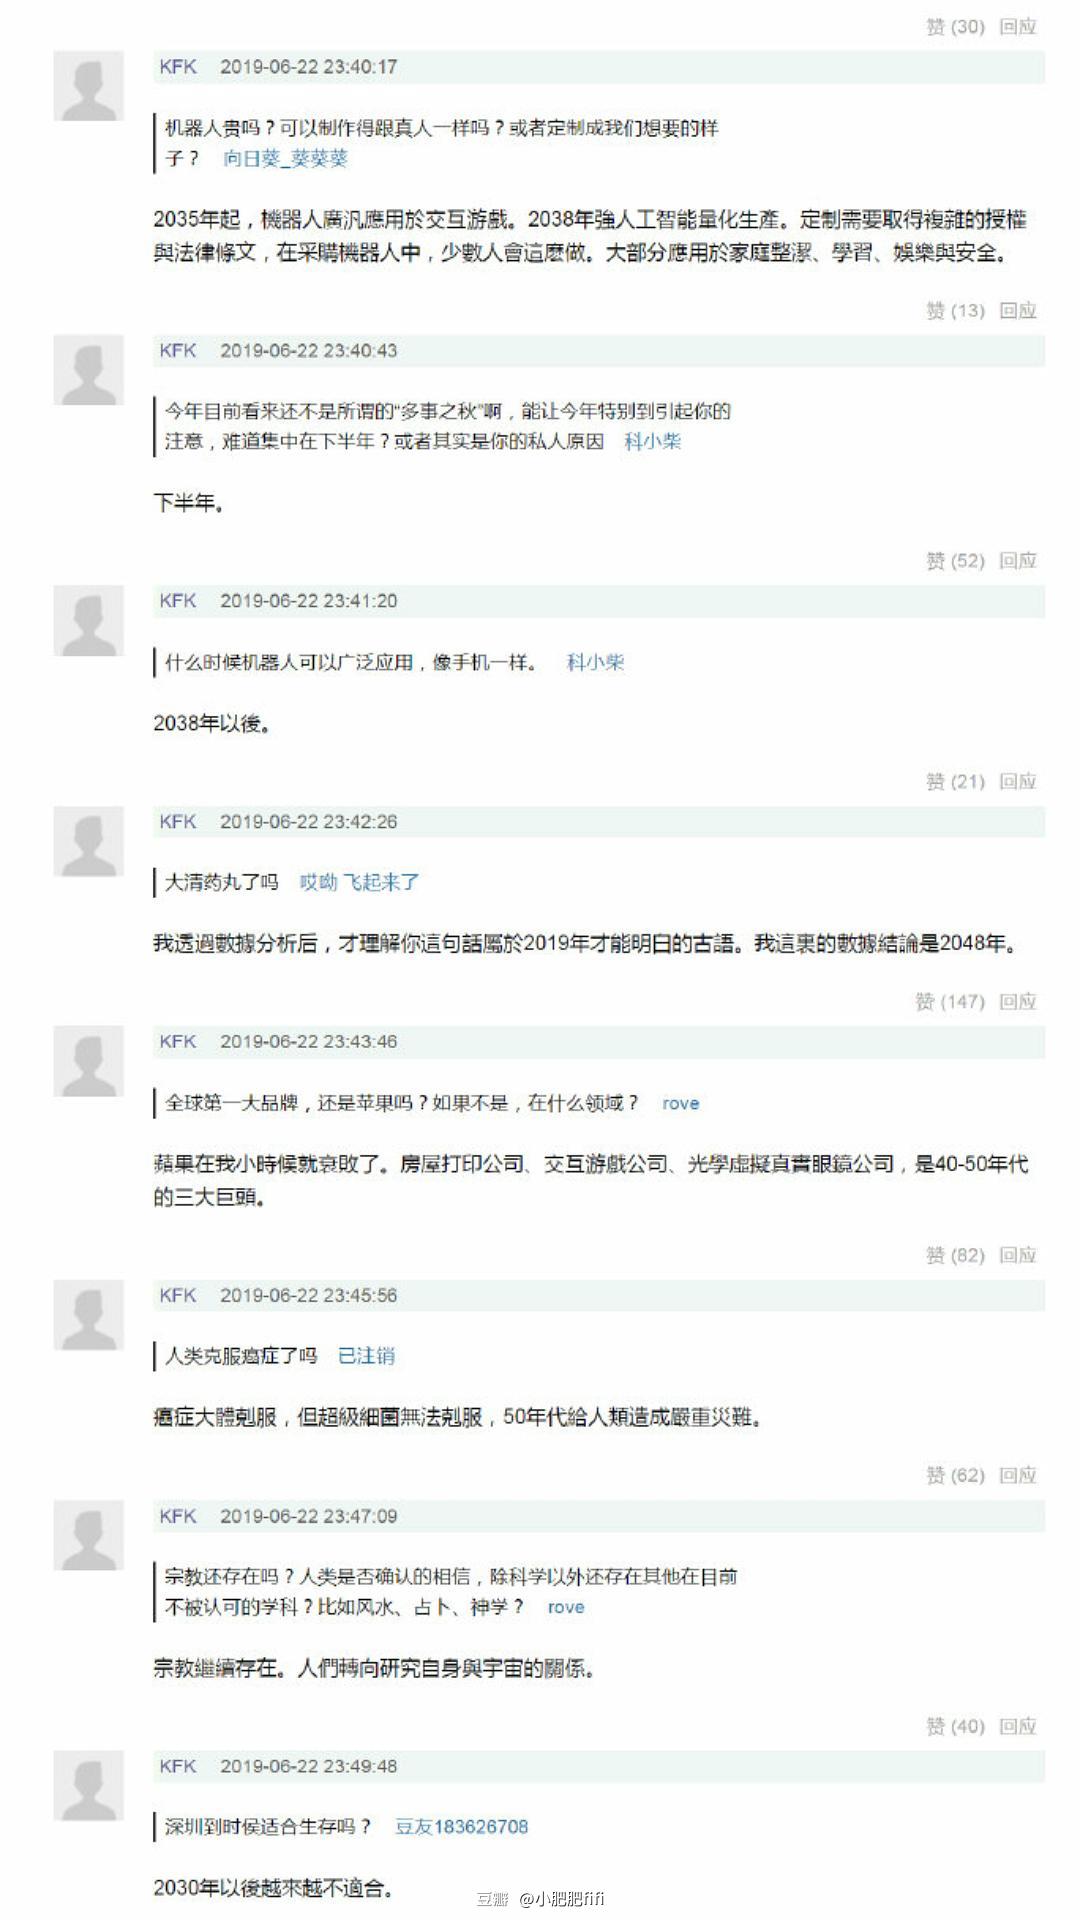 赞 (30) 回应
KFK 2019-06-22 23:40:17
机器人贵吗？可以制作得跟真人一样吗？或者定制成我们想要的样
子？ 向日葵_葵葵葵
2035年起，機器人廣汎應用於交互游戲。2038年強人工智能量化生產。定制需要取得複雜的授權
與法律條文，在采購機器人中，少數人會這麼做。大部分應用於家庭整潔、學習、娛樂與安全。
赞 (13) 回应
KFK 2019-06-22 23:40:43
今年目前看来还不是所谓的“多事之秋”啊，能让今年特别到引起你的
注意，难道集中在下半年？或者其实是你的私人原因 科小柴
下半年。
赞 (52) 回应
KFK 2019-06-22 23:41:20
什么时候机器人可以广泛应用，像手机一样。 科小柴
2038年以後。
赞 (21) 回应
KFK 2019-06-22 23:42:26
大清药丸了吗 哎呦 飞起来了
我透過數據分析后，才理解你這句話屬於2019年才能明白的古語。我這裏的數據結論是2048年。
赞 (147) 回应
KFK 2019-06-22 23:43:46
全球第一大品牌，还是苹果吗？如果不是，在什么领域？ rove
蘋果在我小時候就衰敗了。房屋打印公司、交互游戲公司、光學虛擬真實眼鏡公司，是40-50年代
的三大巨頭。
赞 (82) 回应
KFK 2019-06-22 23:45:56
人类克服癌症了吗 已注销
癌症大體剋服，但超級細菌無法剋服，50年代給人類造成嚴重災難。
赞 (62) 回应
KFK 2019-06-22 23:47:09
宗教还存在吗？人类是否确认的相信，除科学以外还存在其他在目前
不被认可的学科？比如风水、占卜、神学？ rove
宗教繼續存在。人們轉向研究自身與宇宙的關係。
赞 (40) 回应
KFK 2019-06-22 23:49:48
深圳到时侯适合生存吗？ 豆友183626708
2030年以後越來越不適合。
豆瓣 @小肥肥fifi